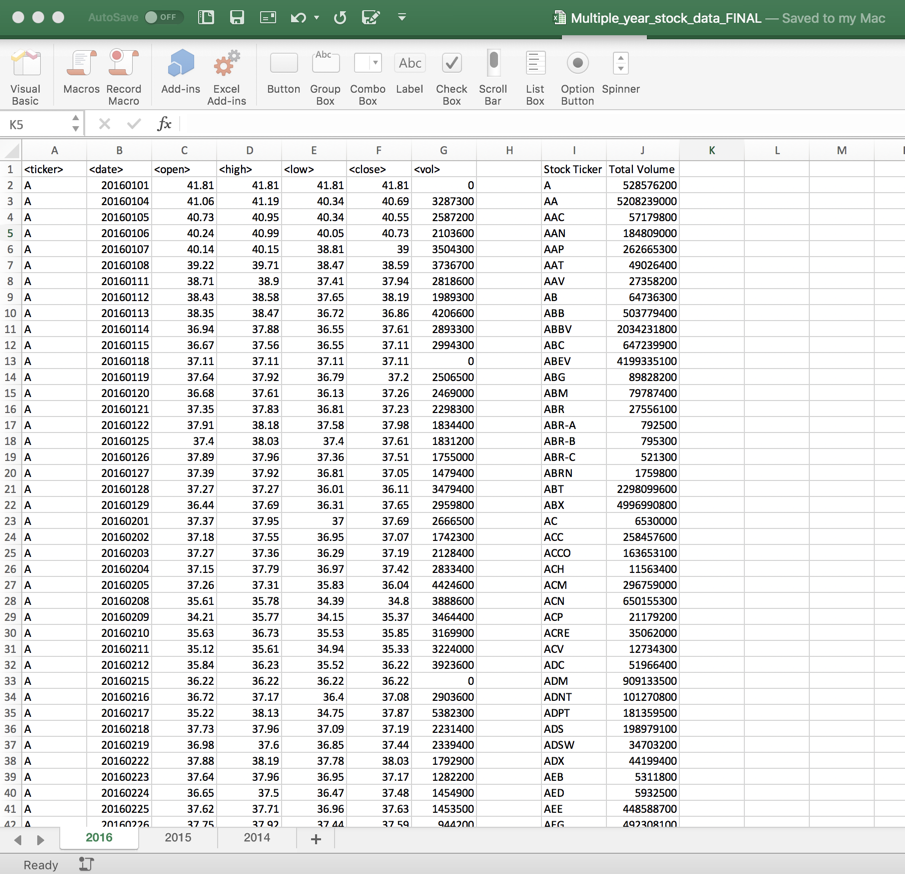 AutoSave OFF Multiple_year_stock_data_FINAL — Saved to my Mac
Visual Basic Macros Record Macro Add-ins Excel Add-ins Button Abc Group Box Combo Box Abc Label Check Box Scroll Bar List Box Option Button Spinner
K5 fx
A B C D E F G H I J K L M
1 <ticker> <date> <open> <high> <low> <close> <vol> Stock Ticker Total Volume
2 A 20160101 41.81 41.81 41.81 41.81 0 A 528576200
3 A 20160104 41.06 41.19 40.34 40.69 3287300 AA 5208239000
4 A 20160105 40.73 40.95 40.34 40.55 2587200 AAC 57179800
5 A 20160106 40.24 40.99 40.05 40.73 2103600 AAN 184809000
6 A 20160107 40.14 40.15 38.81 39 3504300 AAP 262665300
7 A 20160108 39.22 39.71 38.47 38.59 3736700 AAT 49026400
8 A 20160111 38.71 38.9 37.41 37.94 2818600 AAV 27358200
9 A 20160112 38.43 38.58 37.65 38.19 1989300 AB 64736300
10 A 20160113 38.35 38.47 36.72 36.86 4206600 ABB 503779400
11 A 20160114 36.94 37.88 36.55 37.61 2893300 ABBV 2034231800
12 A 20160115 36.67 37.56 36.55 37.11 2994300 ABC 647239900
13 A 20160118 37.11 37.11 37.11 37.11 0 ABEV 4199335100
14 A 20160119 37.64 37.92 36.79 37.2 2506500 ABG 89828200
15 A 20160120 36.68 37.61 36.13 37.26 2469000 ABM 79787400
16 A 20160121 37.35 37.83 36.81 37.23 2298300 ABR 27556100
17 A 20160122 37.91 38.18 37.58 37.98 1834400 ABR-A 792500
18 A 20160125 37.4 38.03 37.4 37.61 1831200 ABR-B 795300
19 A 20160126 37.89 37.96 37.36 37.51 1755000 ABR-C 521300
20 A 20160127 37.39 37.92 36.81 37.05 1479400 ABRN 1759800
21 A 20160128 37.27 37.27 36.01 36.11 3479400 ABT 2298099600
22 A 20160129 36.44 37.69 36.31 37.65 2959800 ABX 4996990800
23 A 20160201 37.37 37.95 37 37.69 2666500 AC 6530000
24 A 20160202 37.18 37.55 36.95 37.07 1742300 ACC 258457600
25 A 20160203 37.27 37.36 36.29 37.19 2128400 ACCO 163653100
26 A 20160204 37.15 37.79 36.97 37.42 2833400 ACH 11563400
27 A 20160205 37.26 37.31 35.83 36.04 4424600 ACM 296759000
28 A 20160208 35.61 35.78 34.39 34.8 3888600 ACN 650155300
29 A 20160209 34.21 35.77 34.15 35.37 3464400 ACP 21179200
30 A 20160210 35.63 36.73 35.53 35.85 3169900 ACRE 35062000
31 A 20160211 35.12 35.61 34.94 35.33 3224000 ACV 12734300
32 A 20160212 35.84 36.23 35.52 36.22 3923600 ADC 51966400
33 A 20160215 36.22 36.22 36.22 36.22 0 ADM 909133500
34 A 20160216 36.72 37.17 36.4 37.08 2903600 ADNT 101270800
35 A 20160217 35.22 38.13 34.75 37.87 5382300 ADPT 181359500
36 A 20160218 37.73 37.96 37.09 37.19 2231400 ADS 198979100
37 A 20160219 36.98 37.6 36.85 37.44 2339400 ADSW 34703200
38 A 20160222 37.88 38.19 37.78 38.03 1792900 ADX 44199400
39 A 20160223 37.64 37.96 36.95 37.17 1282200 AEB 5311800
40 A 20160224 36.65 37.5 36.47 37.48 1454900 AED 5932500
41 A 20160225 37.62 37.71 36.96 37.63 1453500 AEE 448588700
42 A 20160226 37.75 37.92 37.44 37.59 944200 AEG 492308100
2016 2015 2014 +
Ready